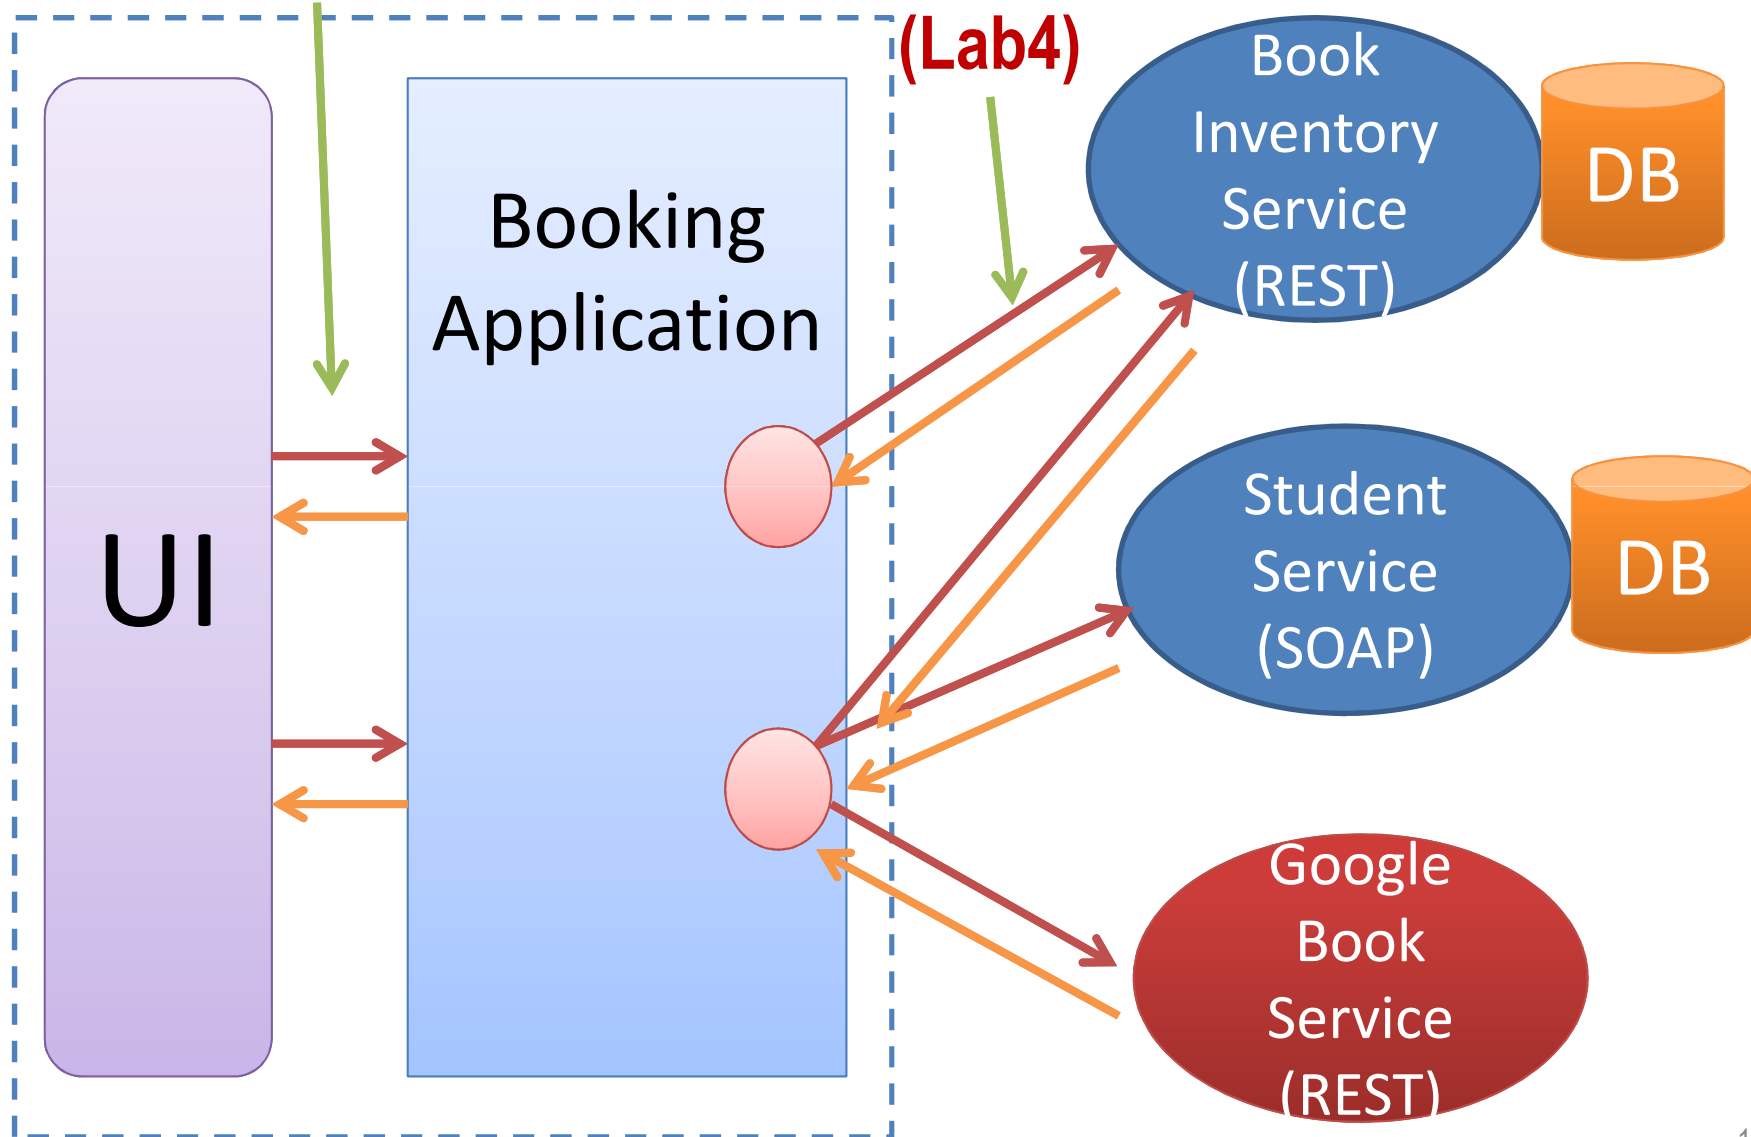 (Lab4)
UI
Booking
Application
Book
Inventory
Service
(REST)
DB
Student
Service
(SOAP)
DB
Google
Book
Service
(REST)